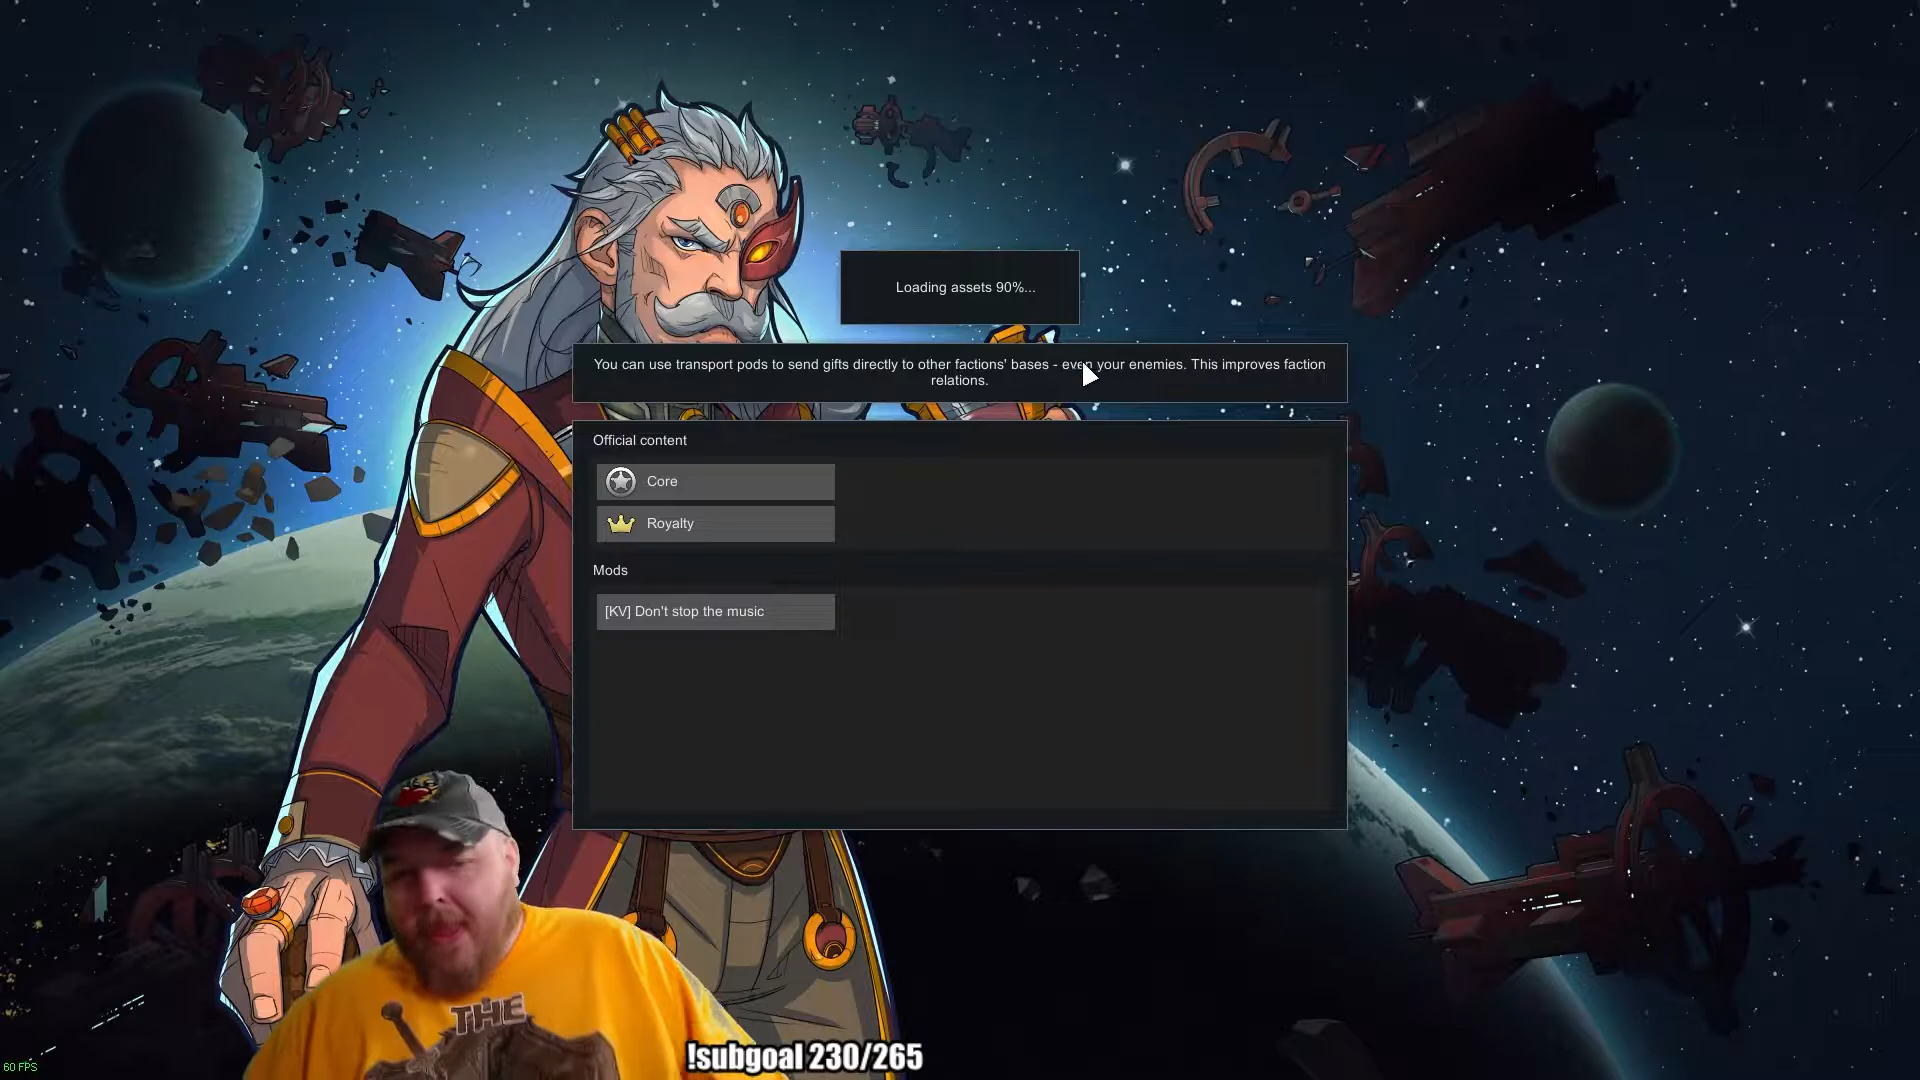 Loading assets 90%...
You can use transport pods to send gifts directly to other factions' bases - even your enemies. This improves faction
relations.
Official content
Core
Royalty
Mods
[KV] Don't stop the music
THE
!subgoal 230/265
60 FPS